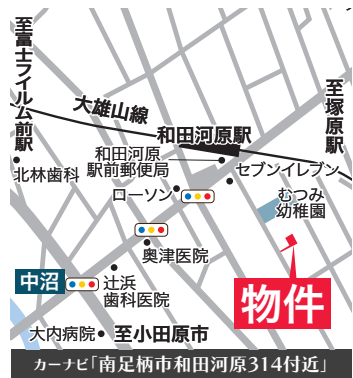 至富士フイルム前駅
大雄山線
和田河原駅
至塚原駅
和田河原
駅前郵便局
セブンイレブン
北林歯科
ローソン
むつみ
幼稚園
奥津医院
中沼
辻浜
歯科医院
物件
大内病院
至小田原市
カーナビ「南足柄市和田河原314付近」